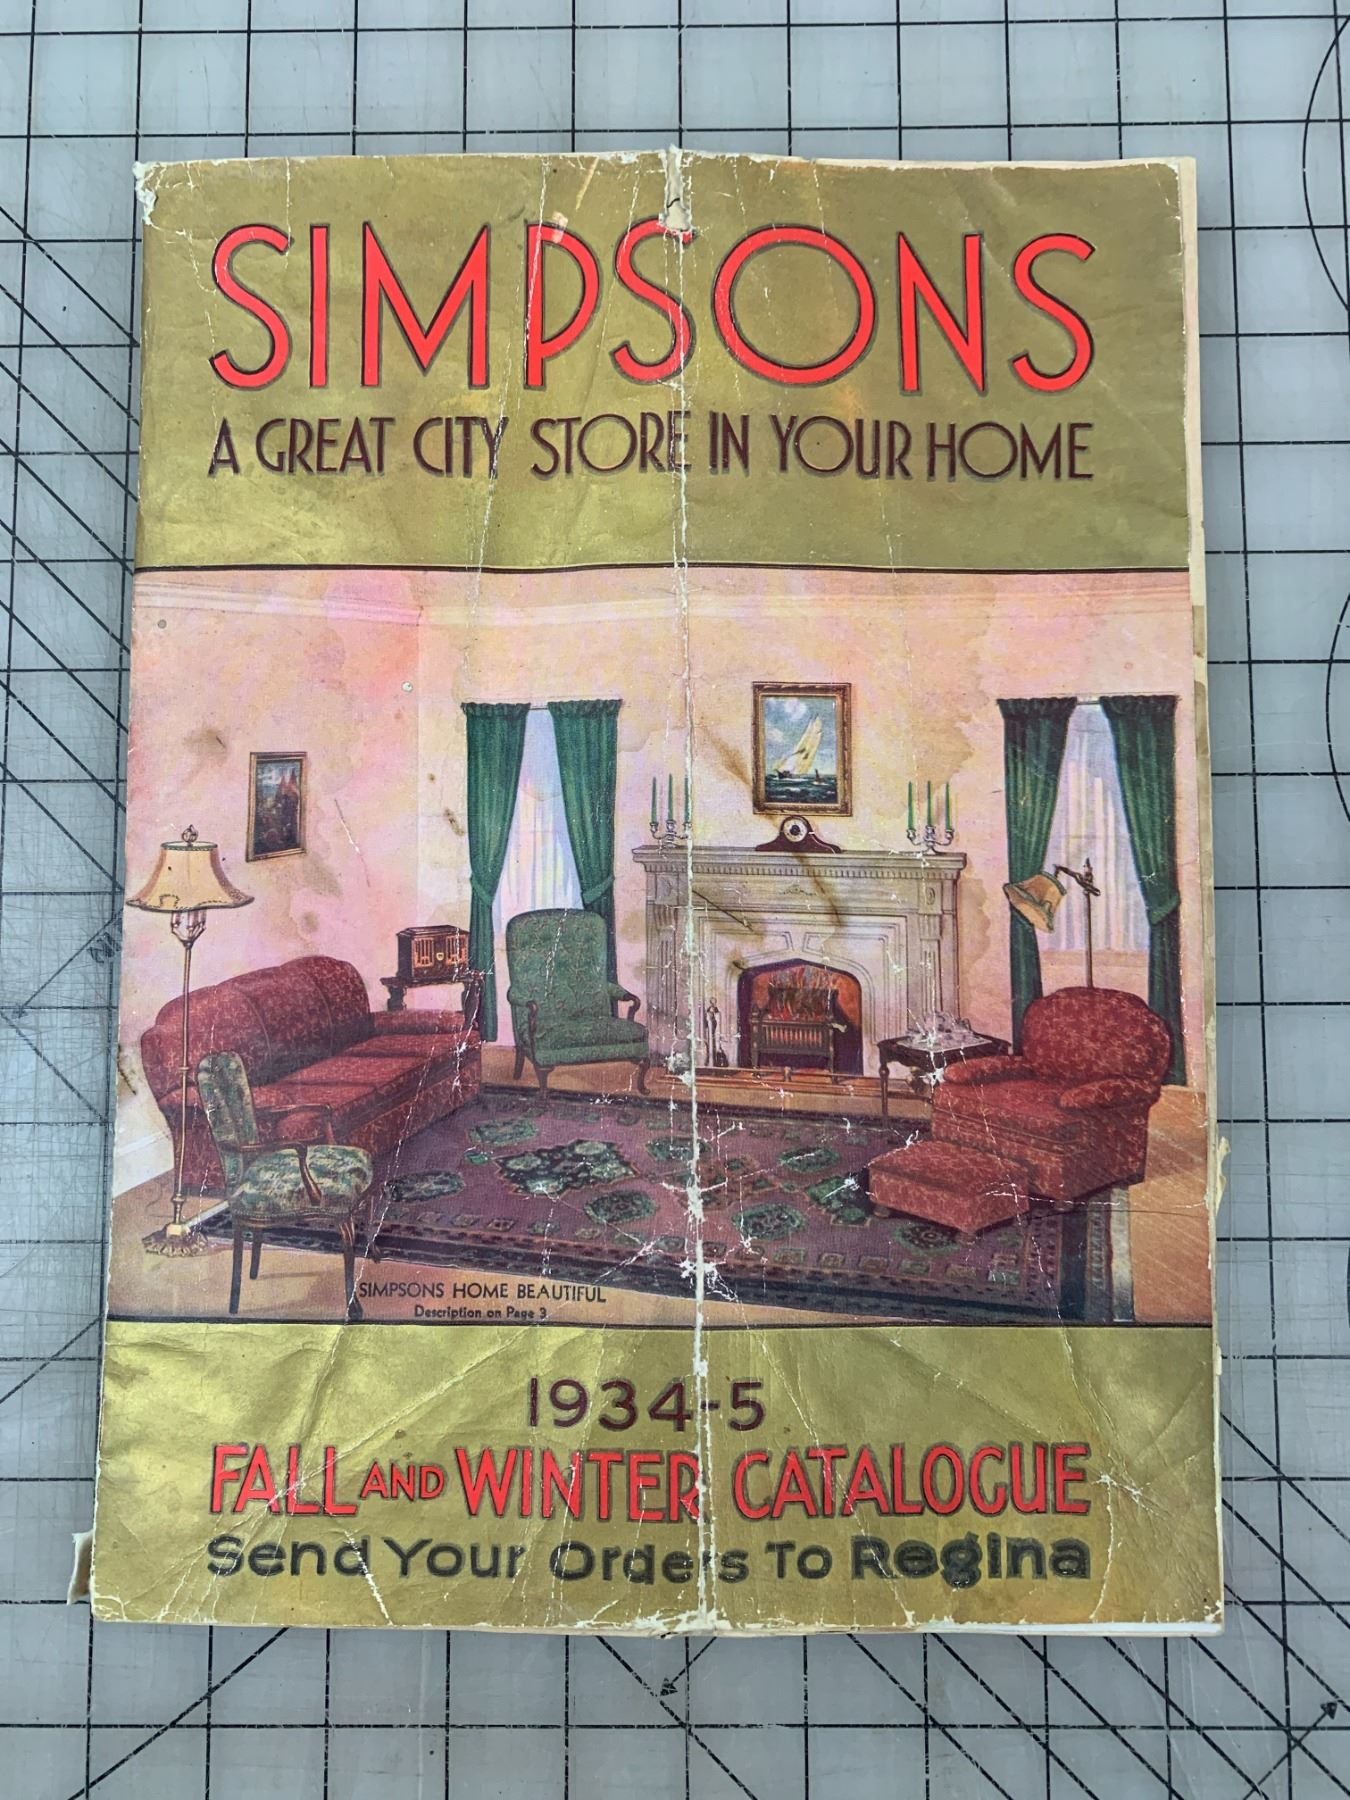 SIMPSONS
A GREAT CITY STORE IN YOUR HOME
SIMPSONS HOME BEAUTIFUL
Description on Page 3
1934-5
FALL AND WINTER CATALOGUE
Send Your Orders To Regina